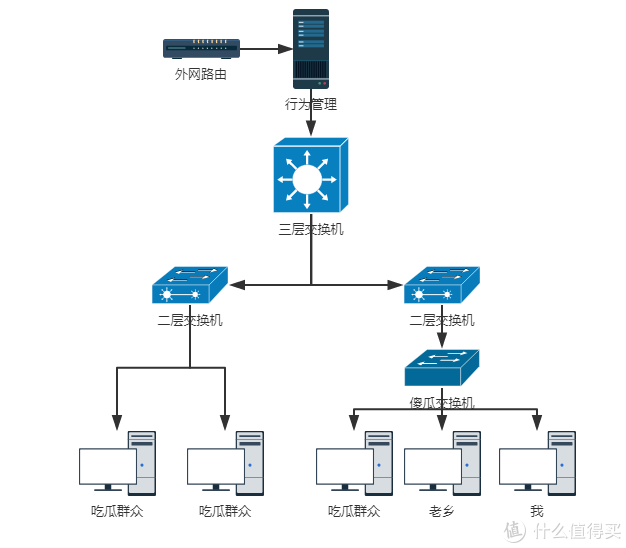 外网路由
行为管理
三层交换机
二层交换机
二层交换机
傻瓜交换机
吃瓜群众
吃瓜群众
吃瓜群众
老乡
我
值 什么值得买